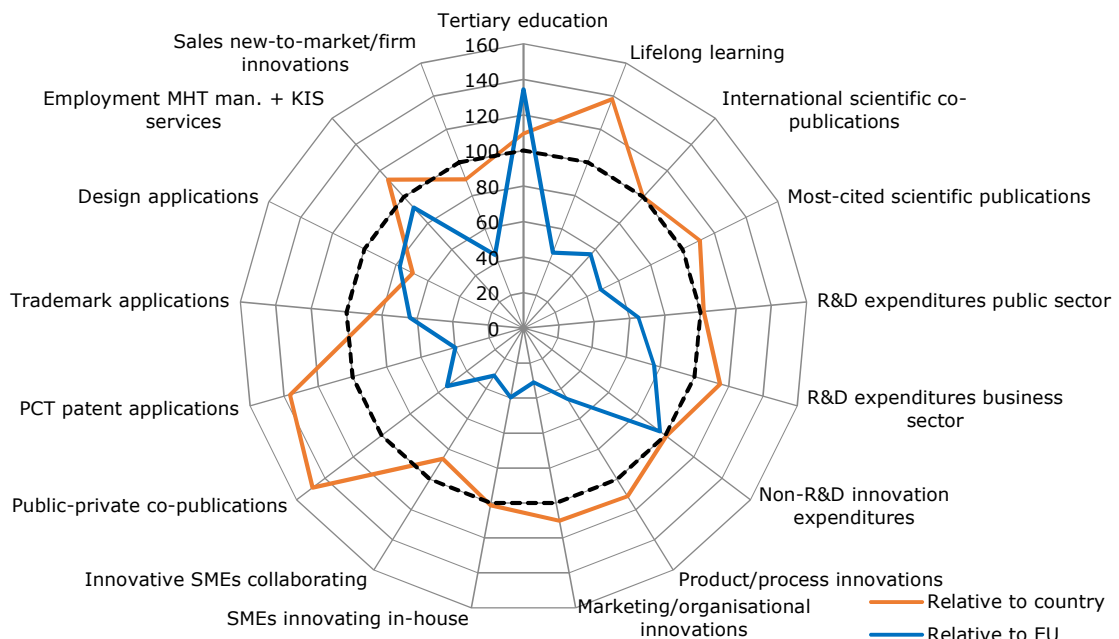 Tertiary education
Sales new-to-market/firm
innovations
Lifelong learning
Employment MHT man. + KIS
services
International scientific co-
publications
Design applications
Most-cited scientific publications
Trademark applications
R&D expenditures public sector
PCT patent applications
R&D expenditures business
sector
Public-private co-publications
Non-R&D innovation
expenditures
Innovative SMEs collaborating
Product/process innovations
SMEs innovating in-house
Marketing/organisational
innovations
160
140
120
100
80
60
40
20
0
Relative to country
Relative to EU